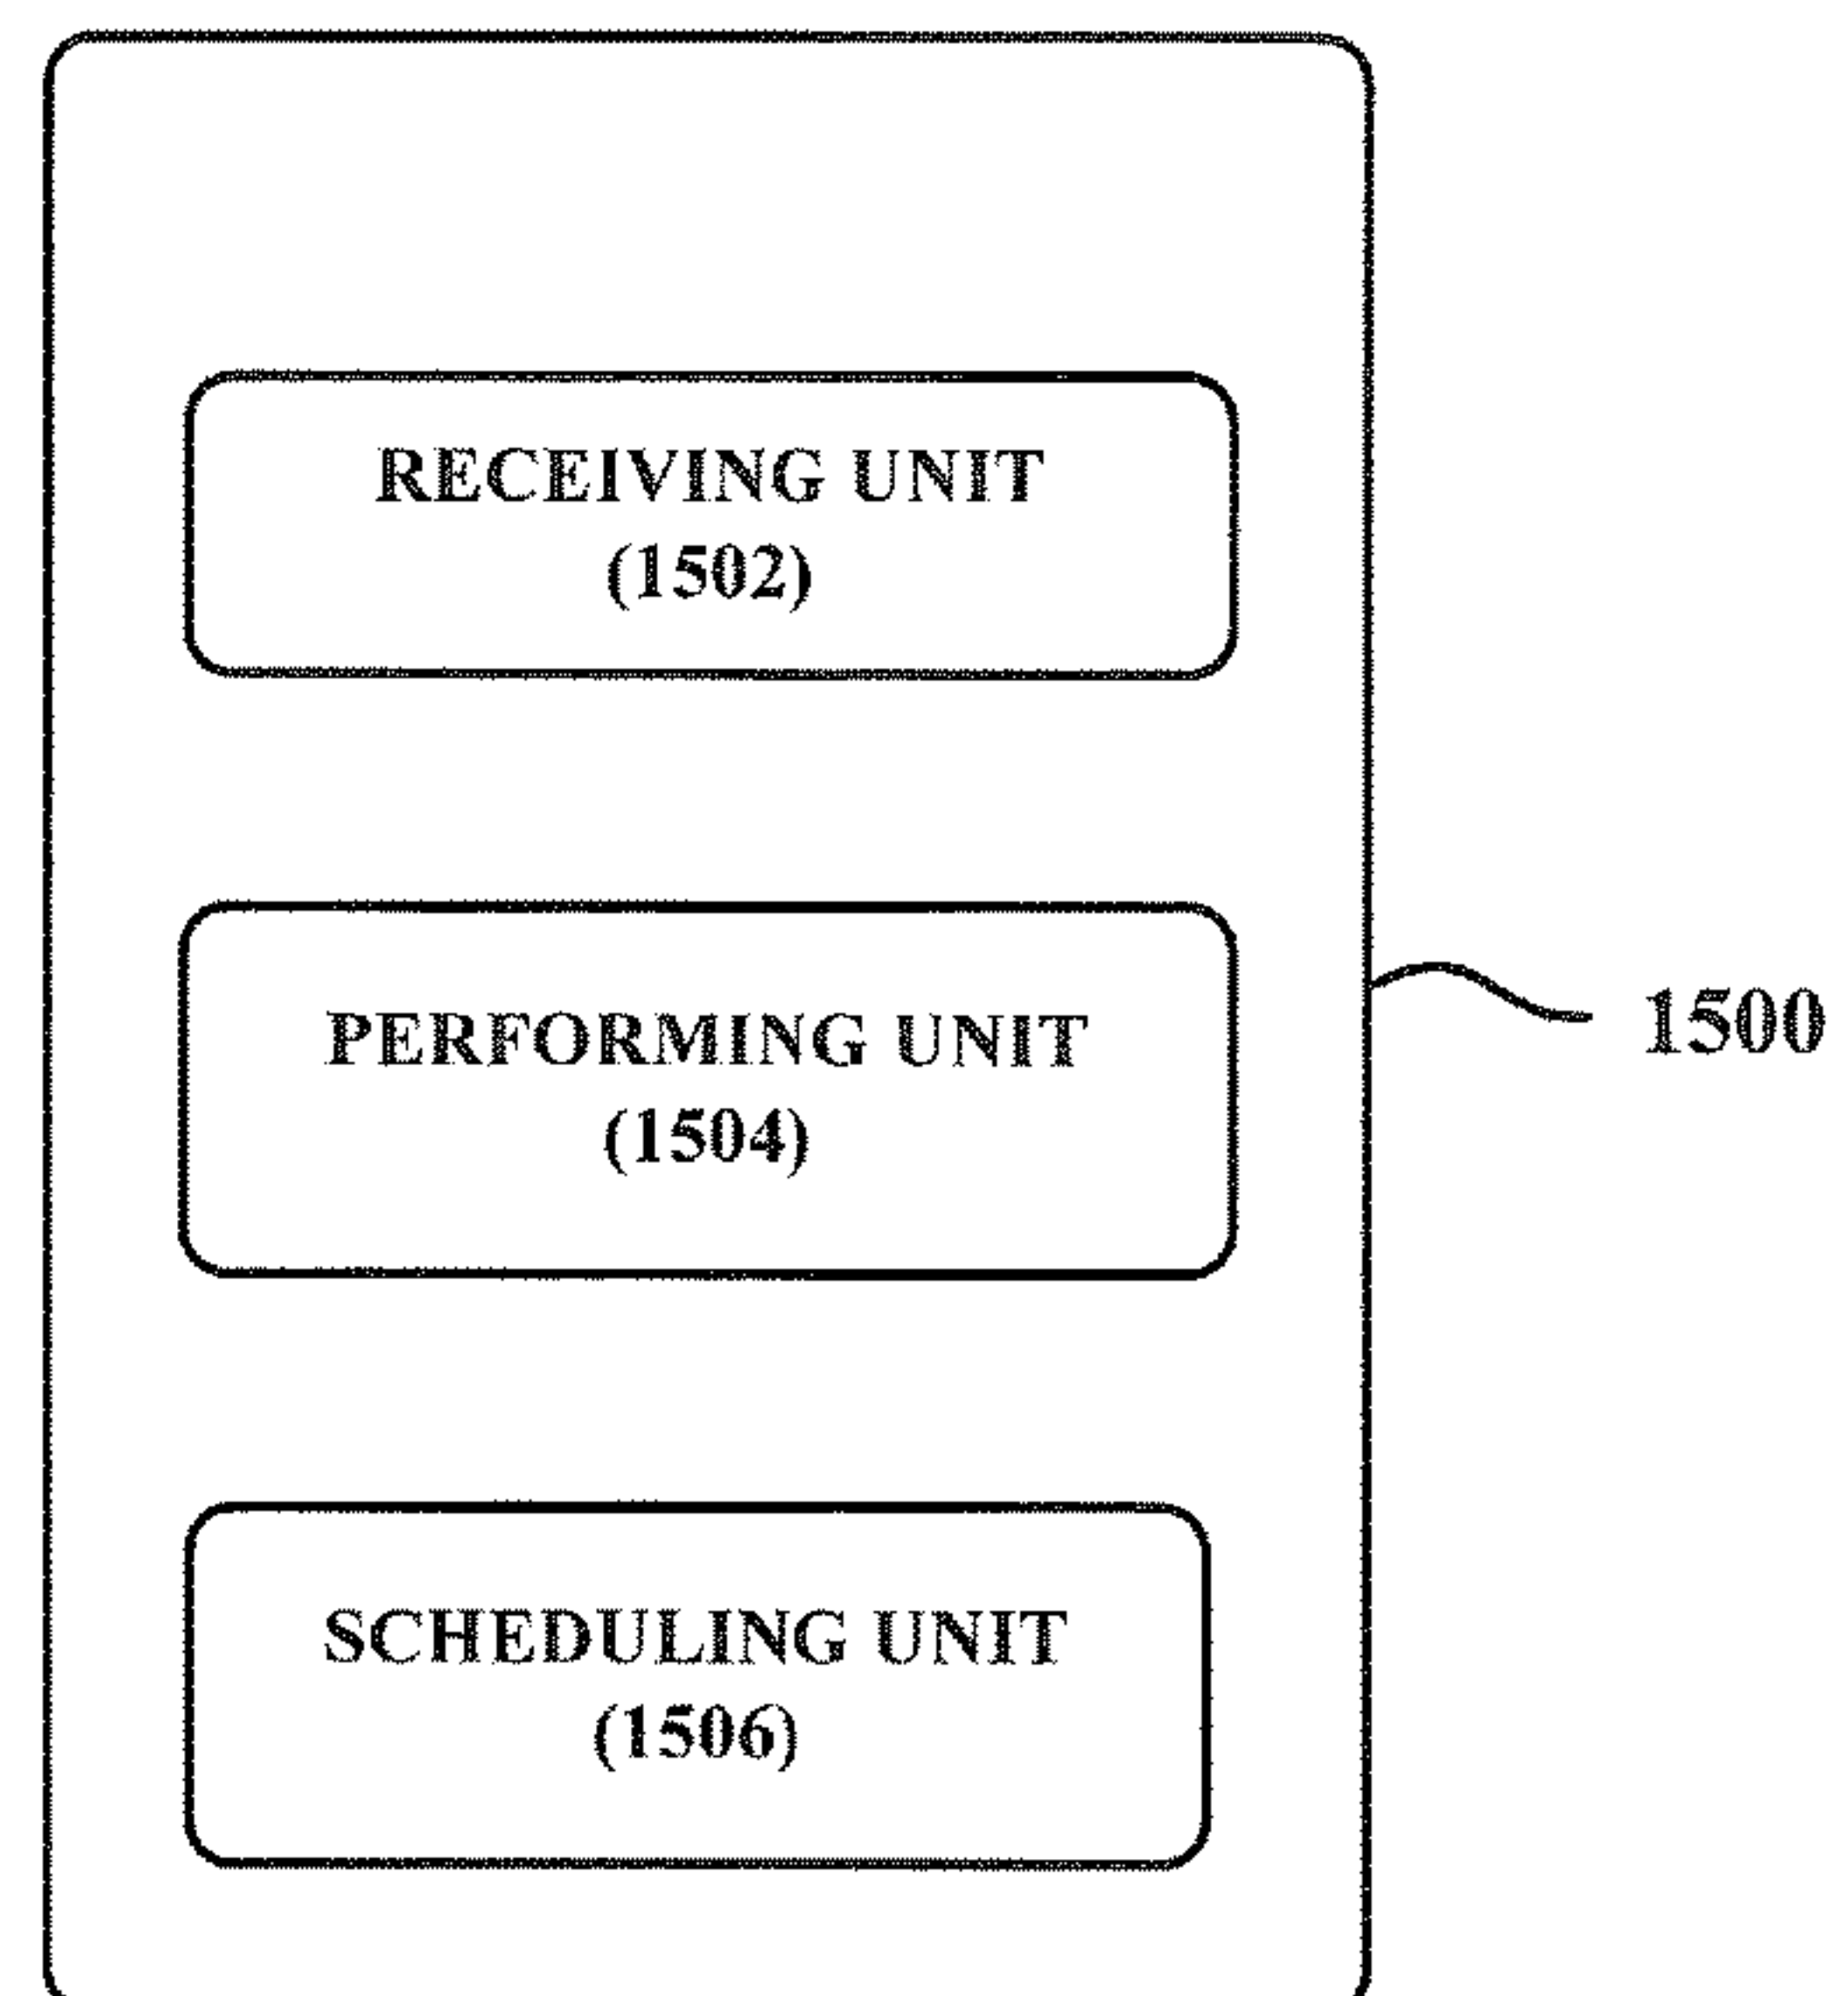 RECEIVING UNIT
(1502)
PERFORMING UNIT
(1504)
1500
SCHEDULING UNIT
(1506)